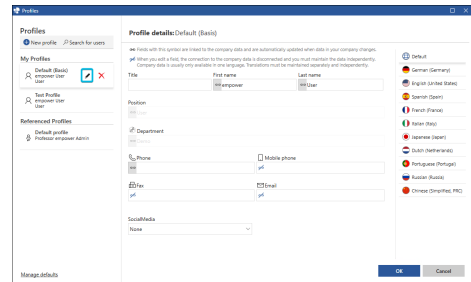 Profiles
Profiles
New profile
Search for users
My Profiles
Default (Basis)
empower User
User
Test Profile
empower User
User
Referenced Profiles
Default profile
Professor empower Admin
Manage defaults
Profile details: Default (Basis)
Fields with this symbol are linked to the company data and are automatically updated when data in your company changes.
When you edit a field, the connection to the company data is disconnected and you must maintain the data independently.
Company data is usually only available in one language. Translations must be maintained separately and independently.
Title
First name
Last name
empower
User
Position
User
Department
Phone
Mobile phone
Fax
Email
SocialMedia
None
Default
German (Germany)
English (United States)
Spanish (Spain)
French (France)
Italian (Italy)
Japanese (Japan)
Dutch (Netherlands)
Portuguese (Portugal)
Russian (Russia)
Chinese (Simplified, PRC)
OK
Cancel